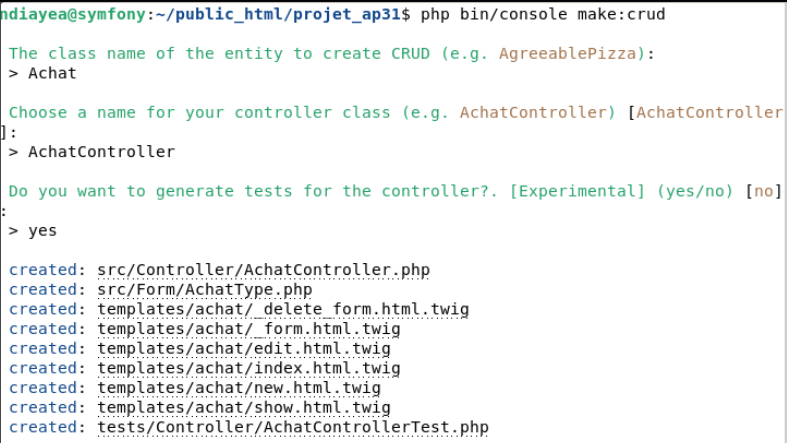 ndiayea@symfony:~/public_html/projet_ap31$ php bin/console make:crud
The class name of the entity to create CRUD (e.g. AgreeablePizza):
> Achat
Choose a name for your controller class (e.g. AchatController) [AchatController
]:
> AchatController
Do you want to generate tests for the controller?. [Experimental] (yes/no) [no]
:
> yes
created: src/Controller/AchatController.php
created: src/Form/AchatType.php
created: templates/achat/_delete_form.html.twig
created: templates/achat/_form.html.twig
created: templates/achat/edit.html.twig
created: templates/achat/index.html.twig
created: templates/achat/new.html.twig
created: templates/achat/show.html.twig
created: tests/Controller/AchatControllerTest.php